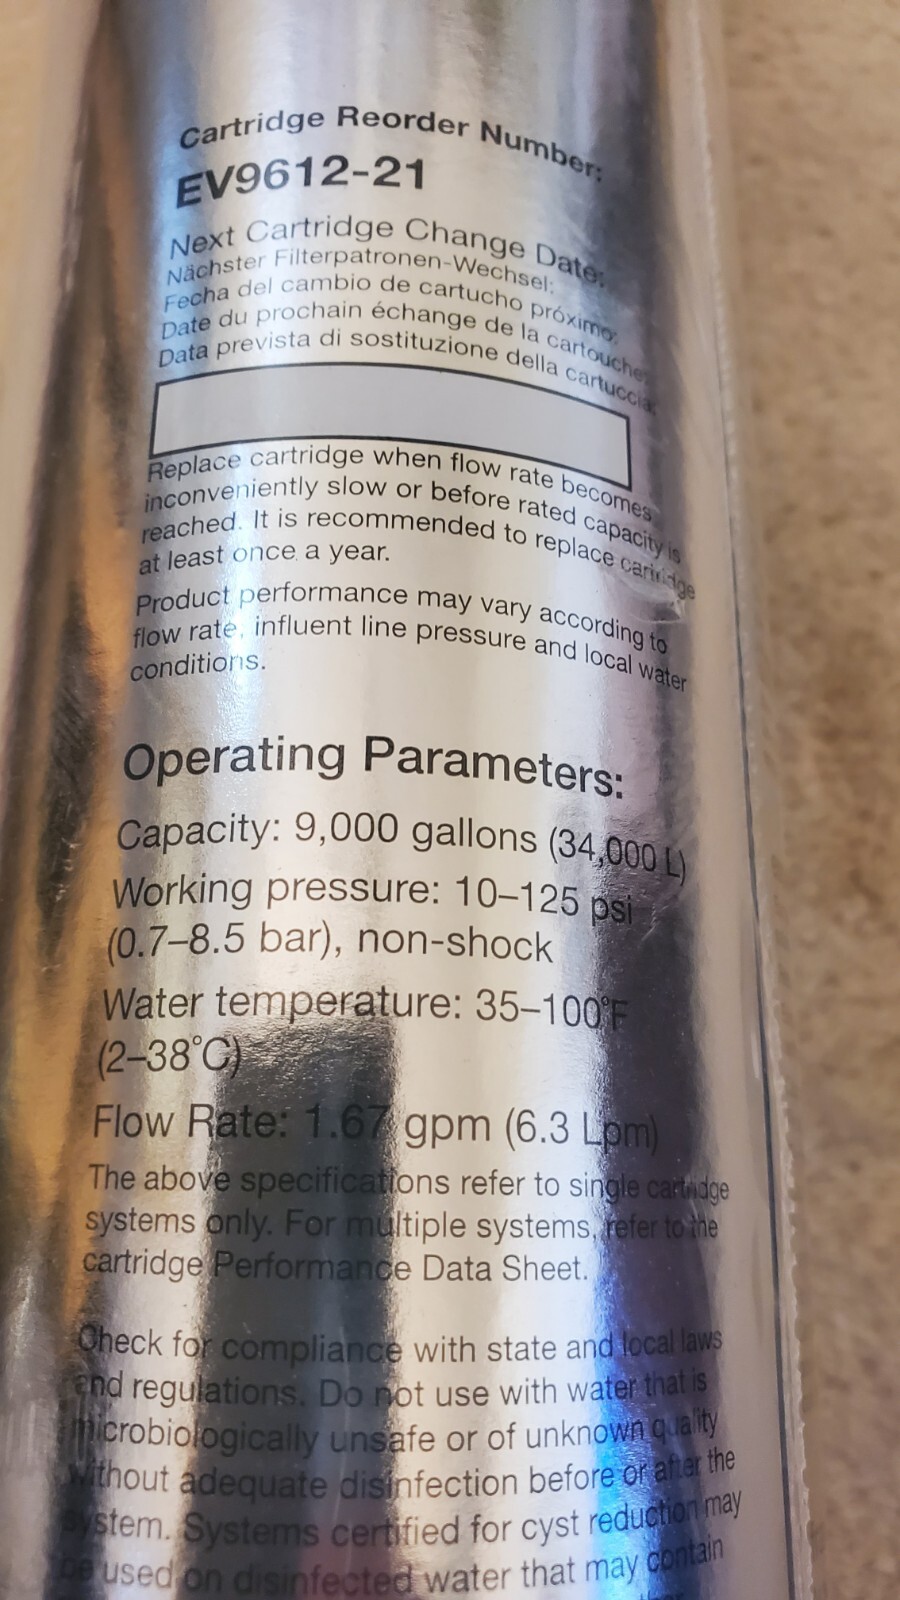 Cartridge Reorder Number:
EV9612-21
Next Cartridge Change Date:
Nächster Filterpatronen-Wechsel:
Fecha del cambio de cartucho próximo:
Date du prochain échange de la cartouche:
Data prevista di sostituzione della cartuccia:
Replace cartridge when flow rate becomes
inconveniently slow or before rated capacity is
reached. It is recommended to replace cartridge
at least once a year.
Product performance may vary according to
flow rate, influent line pressure and local water
conditions.
Operating Parameters:
Capacity: 9,000 gallons (34,000 L)
Working pressure: 10–125 psi
(0.7–8.5 bar), non-shock
Water temperature: 35–100°F
(2–38°C)
Flow Rate: 1.67 gpm (6.3 Lpm)
The above specifications refer to single cartridge
systems only. For multiple systems, refer to the
cartridge Performance Data Sheet.
Check for compliance with state and local laws
and regulations. Do not use with water that is
microbiologically unsafe or of unknown quality
without adequate disinfection before or after the
system. Systems certified for cyst reduction may
be used on disinfected water that may contain